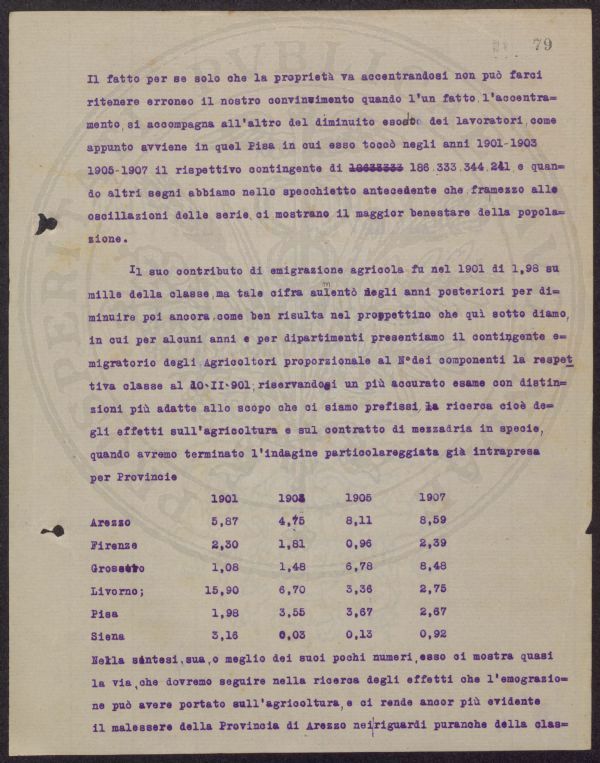 79
Il fatto per se solo che la proprietà va accentrandosi non può farci
ritenere erroneo il nostro convincimento quando l'un fatto, l'accentra=
mento, si accompagna all'altro del diminuito esodo dei lavoratori, come
appunto avviene in quel Pisa in cui esso toccò negli anni 1901-1903
1905-1907 il rispettivo contingente di 18633333 186.333.344.241 e quan=
do altri segni abbiamo nello specchietto antecedente che framezzo alle
oscillazioni delle serie, ci mostrano il maggior benestare della popola=
zione.
Il suo contributo di emigrazione agricola fu nel 1901 di 1,98 su
mille della classe, ma tale cifra aumentò negli anni posteriori per di=
minuire poi ancora, come ben risulta nel prospettino che quì sotto diamo,
in cui per alcuni anni e per dipartimenti presentiamo il contingente e=
migratorio degli Agricoltori proporzionale al N° dei componenti la respet
tiva classe al 10-II-901, riservandosi un più accurato esame con distin=
zioni più adatte allo scopo che ci siamo prefissi, la ricerca cioè de=
gli effetti sull'agricoltura e sul contratto di mezzadria in specie,
quando avremo terminato l'indagine particolareggiata già intrapresa
per Provincie
1901 1903 1905 1907
Arezzo 5,87 4,75 8,11 8,59
Firenze 2,30 1,81 0,96 2,39
Grosseto 1,08 1,48 6,78 8,48
Livorno; 15,90 6,70 3,36 2,75
Pisa 1,98 3,55 3,67 2,67
Siena 3,16 0,03 0,13 0,92
Nella sintesi, sua, o meglio dei suoi pochi numeri, esso ci mostra quasi
la via, che dovremo seguire nella ricerca degli effetti che l'emograzio=
ne può avere portato sull'agricoltura, e ci rende ancor più evidente
il malessere della Provincia di Arezzo nei riguardi puranche della clas=